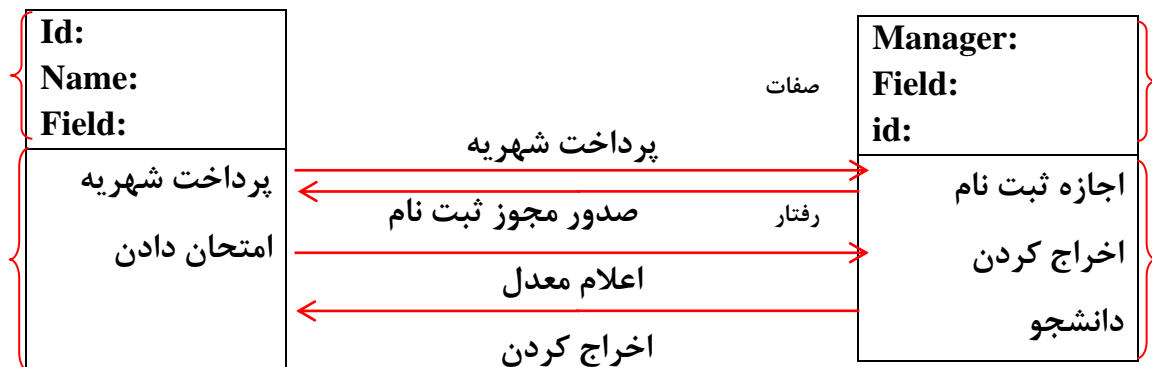 Id:
Name:
Field:
پرداخت شهریه
امتحان دادن
صفات
پرداخت شهریه
صدور مجوز ثبت نام
رفتار
اعلام معدل
اخراج کردن
Manager:
Field:
id:
اجازه ثبت نام
اخراج کردن
دانشجو